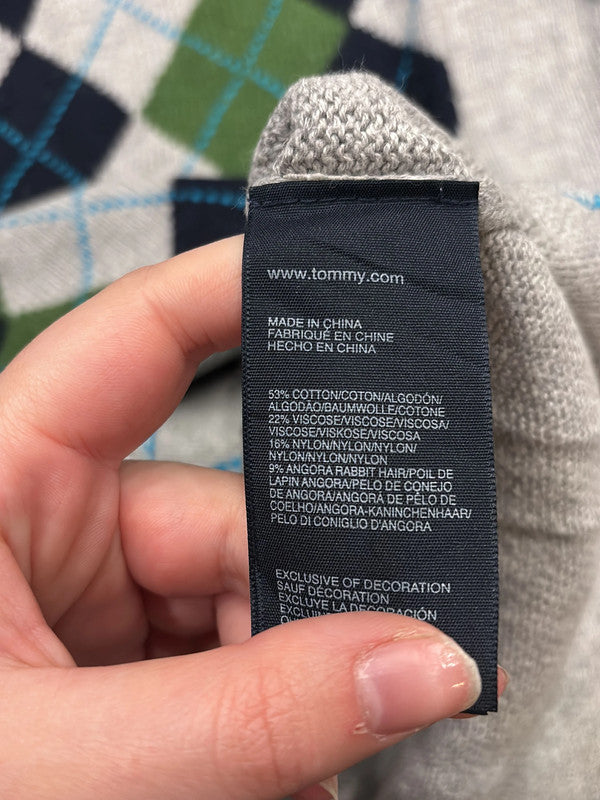 www.tommy.com
MADE IN CHINA
FABRIQUÉ EN CHINE
HECHO EN CHINA
53% COTTON/COTON/ALGODÓN/
ALGODÃO/BAUMWOLLE/COTONE
22% VISCOSE/VISCOSE/VISCOSA/
VISCOSE/VISKOSE/VISCOSA
16% NYLON/NYLON/NYLON/
NYLON/NYLON/NYLON
9% ANGORA RABBIT HAIR/POIL DE
LAPIN ANGORA/PELO DE CONEJO
DE ANGORA/ANGORA DE PÊLO DE
COELHO/ANGORA-KANINCHENHAAR/
PELO DI CONIGLIO D'ANGORA
EXCLUSIVE OF DECORATION
SAUF DÉCORATION
EXCLUYE LA DECORACIÓN